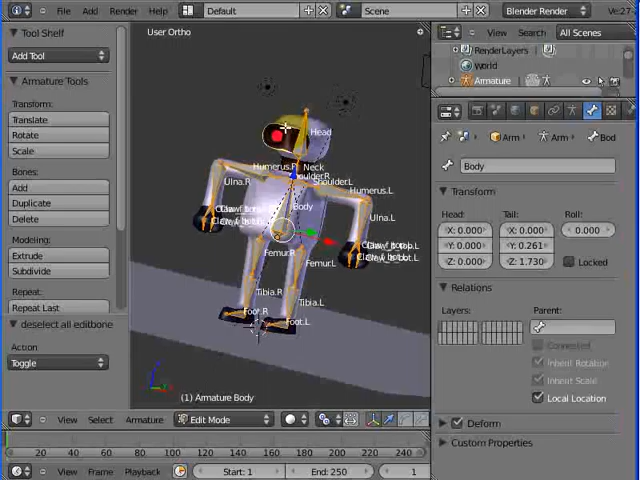 File Add Render Help Default Scene Blender Render Ve:27
Tool Shelf
Add Tool
Armature Tools
Transform:
Translate
Rotate
Scale
Bones:
Add
Duplicate
Delete
Modeling:
Extrude
Subdivide
Repeat:
Repeat Last
deselect all editbone
Action
Toggle
User Ortho
Head
Humerus.R Neck
Shoulder.L
Ulna.R
Humerus.L
Body
Ulna.L
Femur.R
Femur.L
Tibia.R
Tibia.L
Foot.R
Foot.L
(1) Armature Body
View Select Armature Edit Mode
View Search All Scenes
RenderLayers
World
Armature
Arm Arm Bod
Body
Transform
Head: Tail: Roll:
X: 0.000 X: 0.000 0.000
Y: 0.000 Y: 0.261
Z: 0.000 Z: 1.730 Locked
Relations
Layers: Parent:
Connected
Inherit Rotation
Inherit Scale
Local Location
Deform
Custom Properties
20 40 60 80 100 120 140 160 180 200 220 240
View Frame Playback Start: 1 End: 250 1